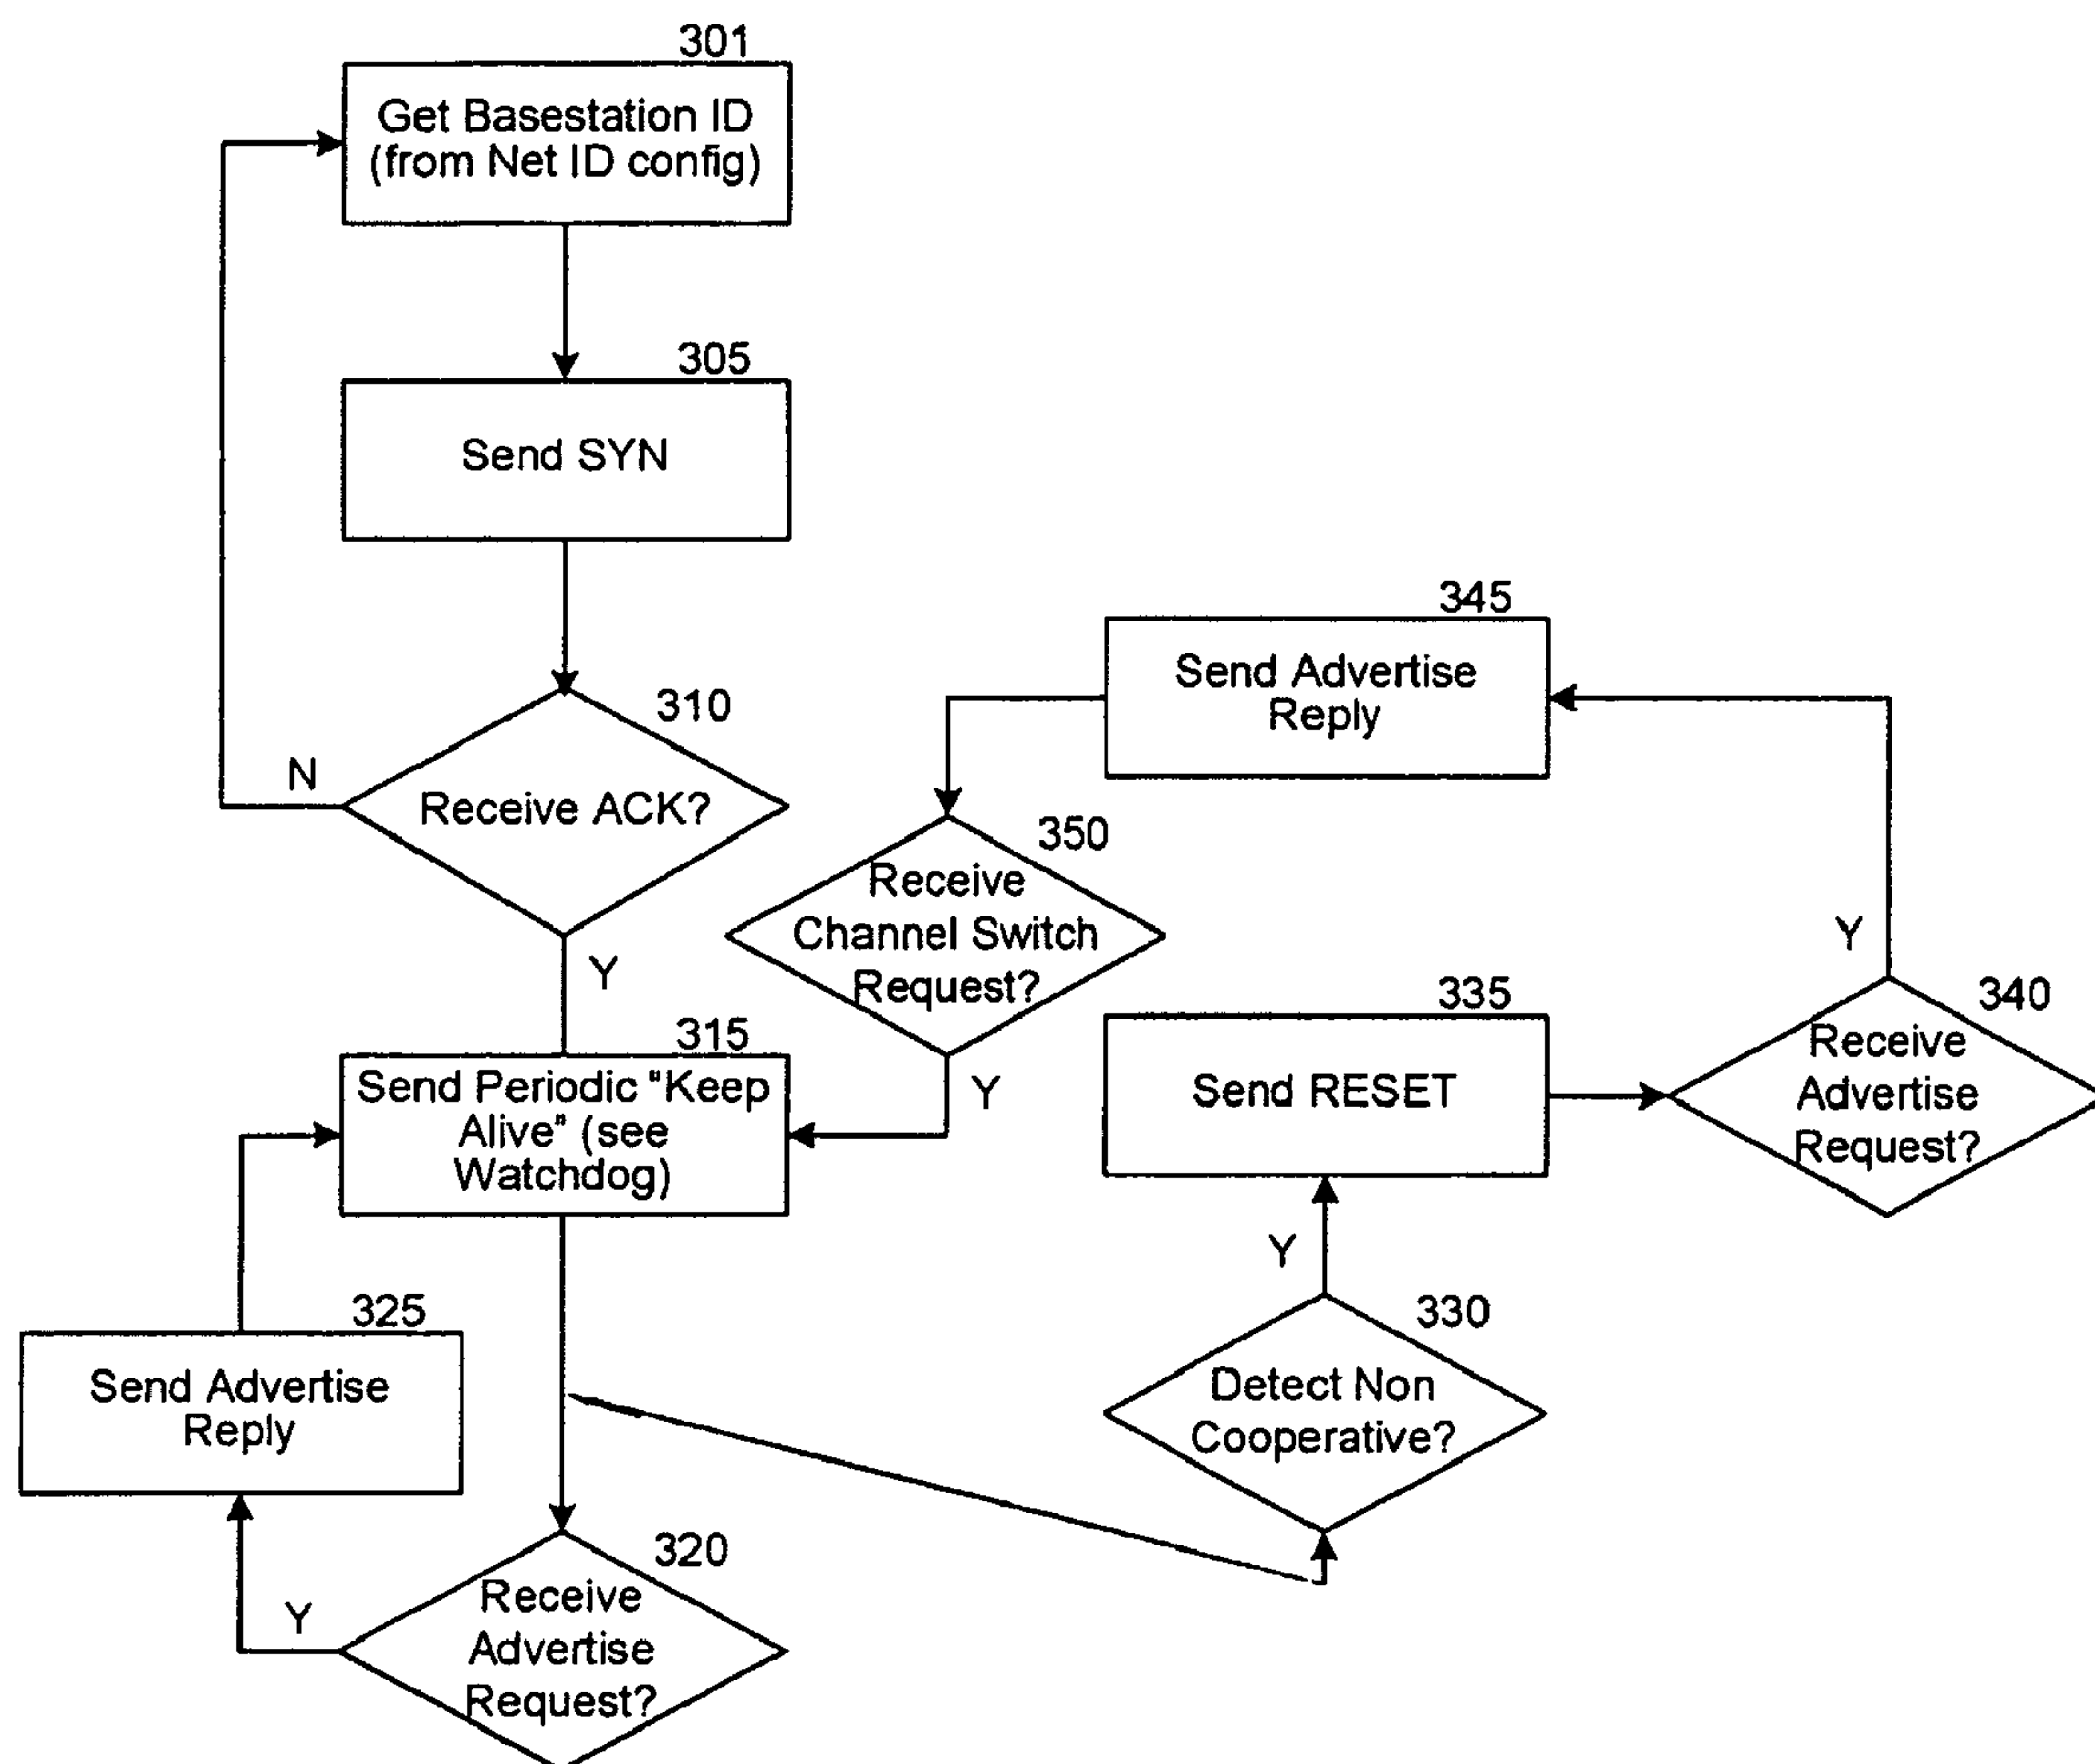 301
Get Basestation ID
(from Net ID config)
305
Send SYN
310
N
Receive ACK?
Y
315
Send Periodic "Keep
Alive" (see
Watchdog)
325
Send Advertise
Reply
Y
320
Receive
Advertise
Request?
345
Send Advertise
Reply
350
Receive
Channel Switch
Request?
Y
335
Send RESET
Y
330
Detect Non
Cooperative?
Y
340
Receive
Advertise
Request?